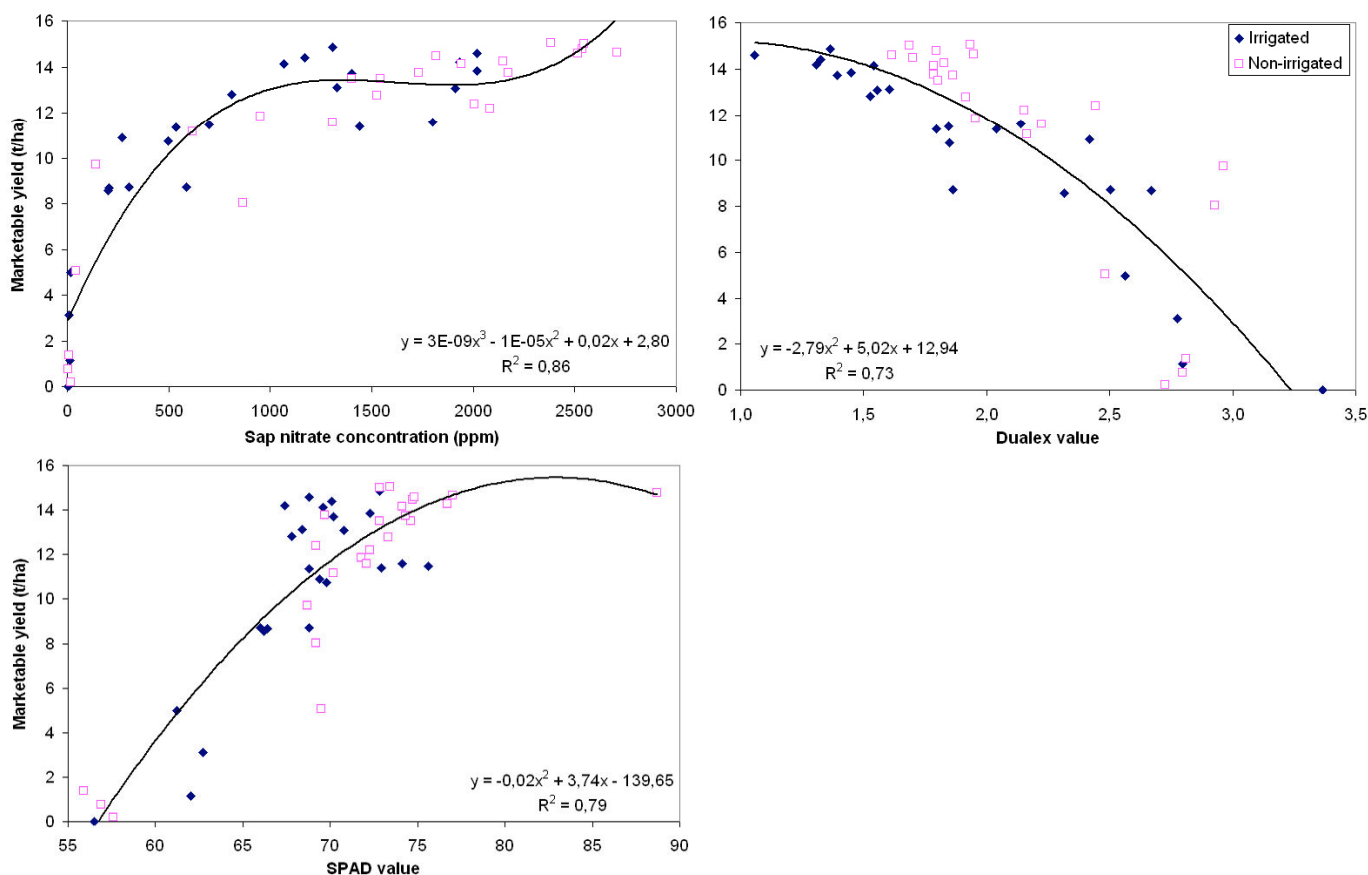 16
14
12
10
8
6
4
2
0
Marketable yield (t/ha)
y = 3E-09x³ - 1E-05x² + 0,02x + 2,80
R² = 0,86
0 500 1000 1500 2000 2500 3000
Sap nitrate concontration (ppm)
16
14
12
10
8
6
4
2
0
Irrigated
Non-irrigated
y = -2,79x² + 5,02x + 12,94
R² = 0,73
1,0 1,5 2,0 2,5 3,0 3,5
Dualex value
16
14
12
10
8
6
4
2
0
Marketable yield (t/ha)
y = -0,02x² + 3,74x - 139,65
R² = 0,79
55 60 65 70 75 80 85 90
SPAD value